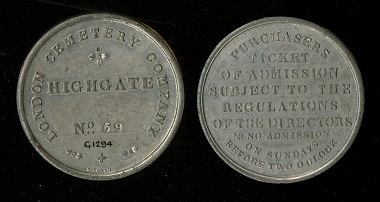 LONDON CEMETERY COMPANY
HIGHGATE
No. 59
G1294
PURCHASERS
TICKET
OF ADMISSION
SUBJECT TO THE
REGULATIONS
OF THE DIRECTORS
& NO ADMISSION
ON SUNDAYS
BEFORE TWO O'CLOCK